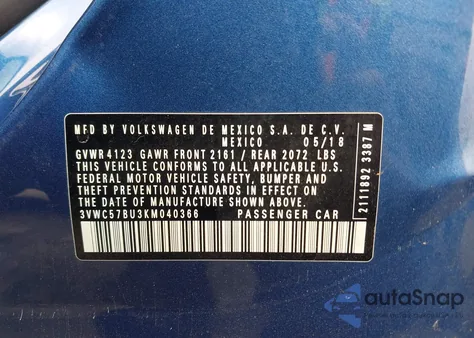 MFD BY VOLKSWAGEN DE MEXICO S.A. DE C.V.
MEXICO 05/18
GVWR 4123 GAWR FRONT 2161 / REAR 2072 LBS
THIS VEHICLE CONFORMS TO ALL APPLICABLE U.S.
FEDERAL MOTOR VEHICLE SAFETY, BUMPER AND
THEFT PREVENTION STANDARDS IN EFFECT ON
THE DATE OF MANUFACTURE SHOWN ABOVE.
3VWC57BU3KM040366 PASSENGER CAR
21111892 3387 M
autoSnap